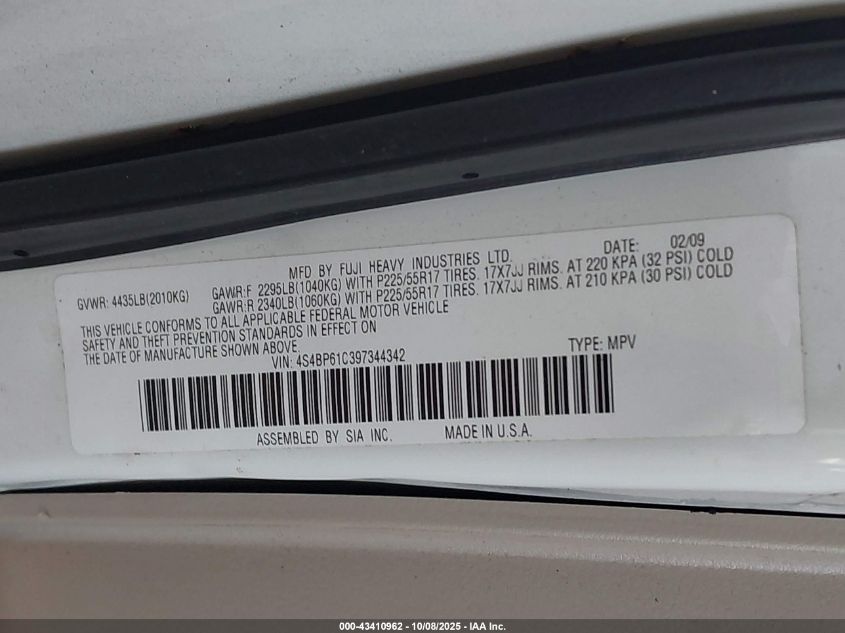 MFD BY FUJI HEAVY INDUSTRIES LTD. DATE: 02/09
GVWR: 4435LB(2010KG) GAWR:F 2295LB(1040KG) WITH P225/55R17 TIRES. 17X7JJ RIMS. AT 220 KPA (32 PSI) COLD
GAWR:R 2340LB(1060KG) WITH P225/55R17 TIRES. 17X7JJ RIMS. AT 210 KPA (30 PSI) COLD
THIS VEHICLE CONFORMS TO ALL APPLICABLE FEDERAL MOTOR VEHICLE
SAFETY AND THEFT PREVENTION STANDARDS IN EFFECT ON
THE DATE OF MANUFACTURE SHOWN ABOVE.
VIN: 4S4BP61C397344342 TYPE: MPV
ASSEMBLED BY SIA INC. MADE IN U.S.A.
000-43410962 - 10/08/2025 - IAA Inc.